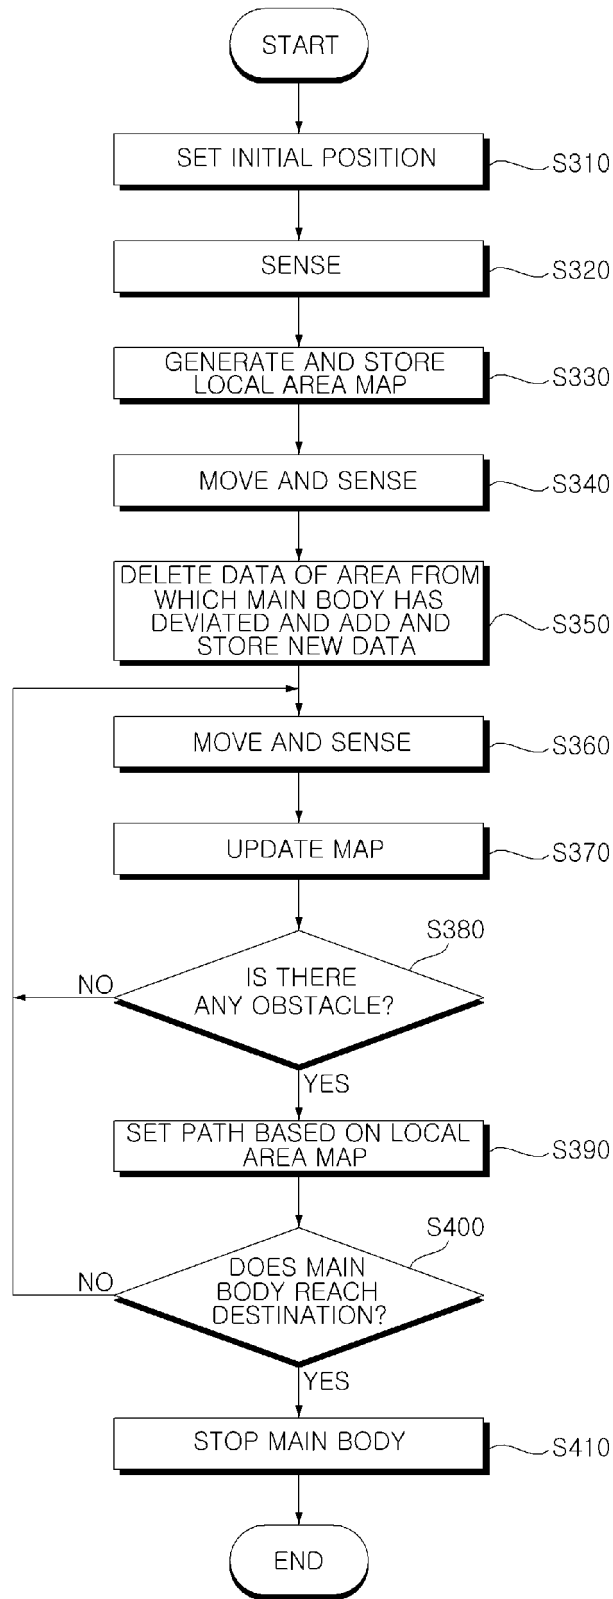 START
SET INITIAL POSITION
S310
SENSE
S320
GENERATE AND STORE
LOCAL AREA MAP
S330
MOVE AND SENSE
S340
DELETE DATA OF AREA FROM
WHICH MAIN BODY HAS
DEVIATED AND ADD AND
STORE NEW DATA
S350
MOVE AND SENSE
S360
UPDATE MAP
S370
S380
IS THERE
ANY OBSTACLE?
NO
YES
SET PATH BASED ON LOCAL
AREA MAP
S390
S400
DOES MAIN
BODY REACH
DESTINATION?
NO
YES
STOP MAIN BODY
S410
END